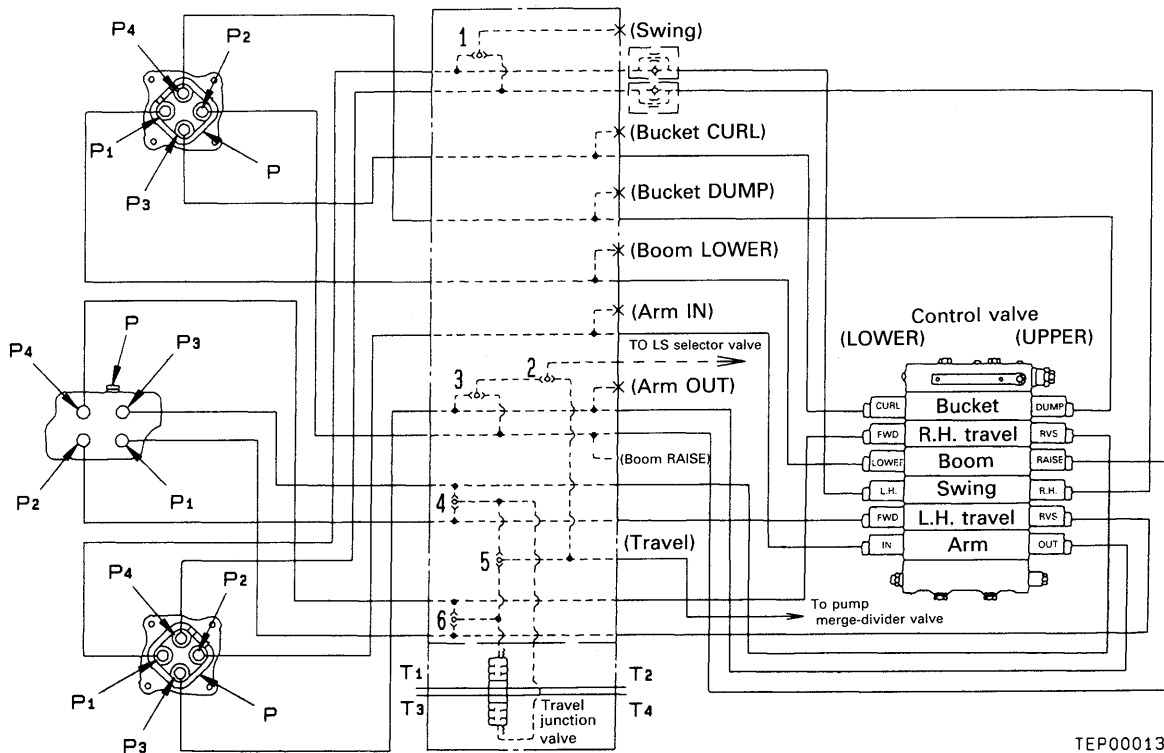 P4
P2
P1
P3
P
1
(Swing)
(Bucket CURL)
(Bucket DUMP)
(Boom LOWER)
(Arm IN)
TO LS selector valve
2
3
(Arm OUT)
(Boom RAISE)
4
5
(Travel)
6
To pump
merge-divider valve
P
P4
P3
P2
P1
P4
P2
P1
P3
P
T1
T2
T3
T4
Travel
junction
valve
Control valve
(LOWER)
(UPPER)
CURL
Bucket
DUMP
FWD
R.H. travel
RVS
LOWER
Boom
RAISE
L.H.
Swing
R.H.
FWD
L.H. travel
RVS
IN
Arm
OUT
TEP00013